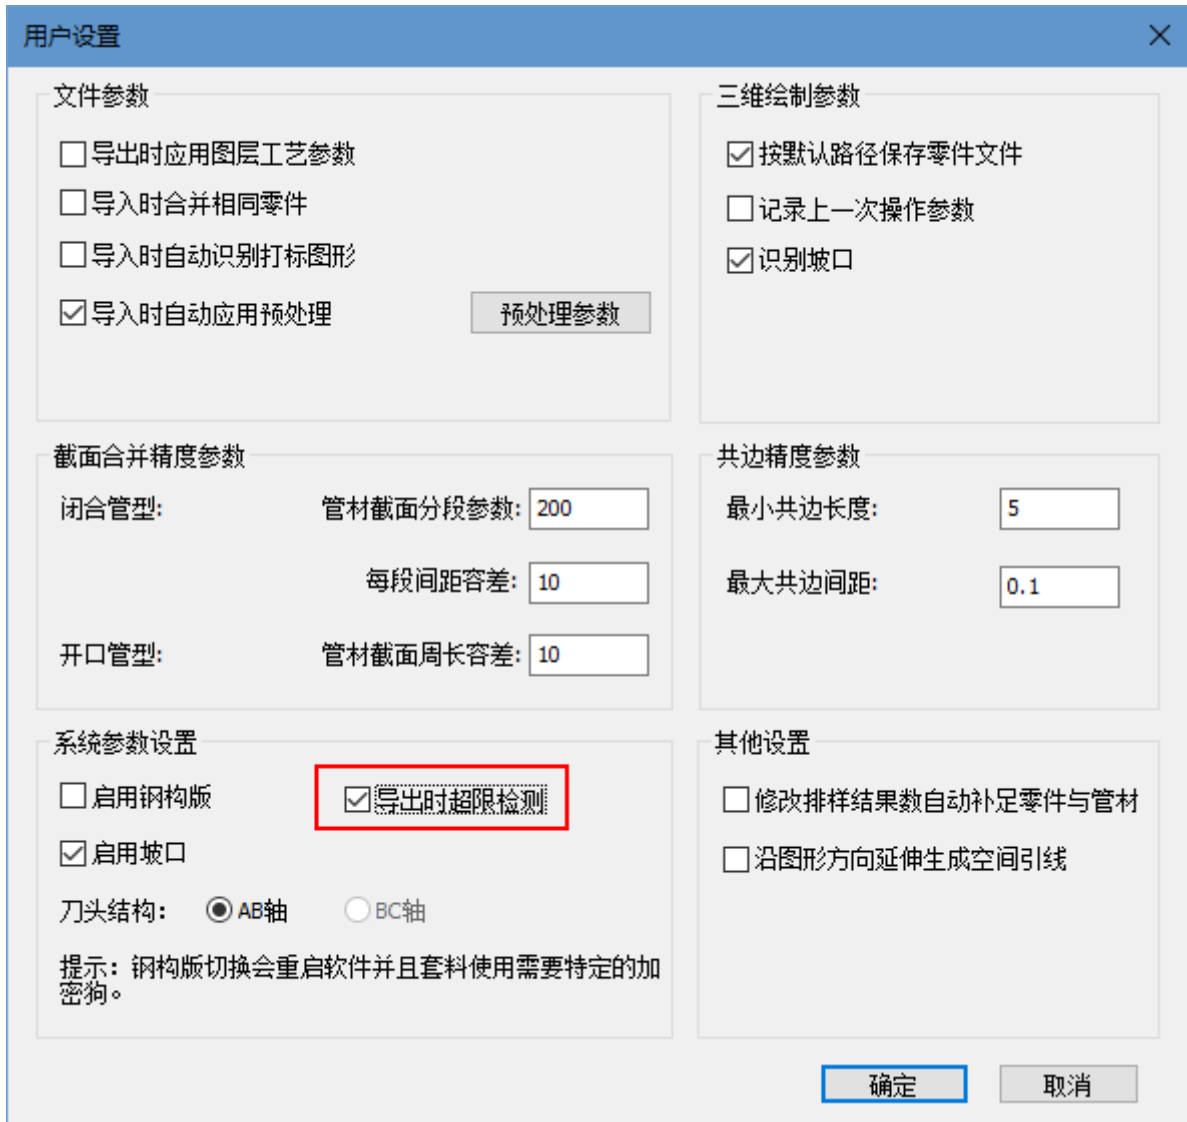 用户设置
文件参数
导出时应用图层工艺参数
导入时合并相同零件
导入时自动识别打标图形
导入时自动应用预处理
预处理参数
三维绘制参数
按默认路径保存零件文件
记录上一次操作参数
识别坡口
截面合并精度参数
闭合管型: 管材截面分段参数: 200
每段间距容差: 10
开口管型: 管材截面周长容差: 10
共边精度参数
最小共边长度: 5
最大共边间距: 0.1
系统参数设置
启用钢构版 导出时超限检测
启用坡口
刀头结构: AB轴 BC轴
提示: 钢构版切换会重启软件并且套料使用需要特定的加
密狗。
其他设置
修改排样结果数自动补足零件与管材
沿图形方向延伸生成空间引线
确定 取消